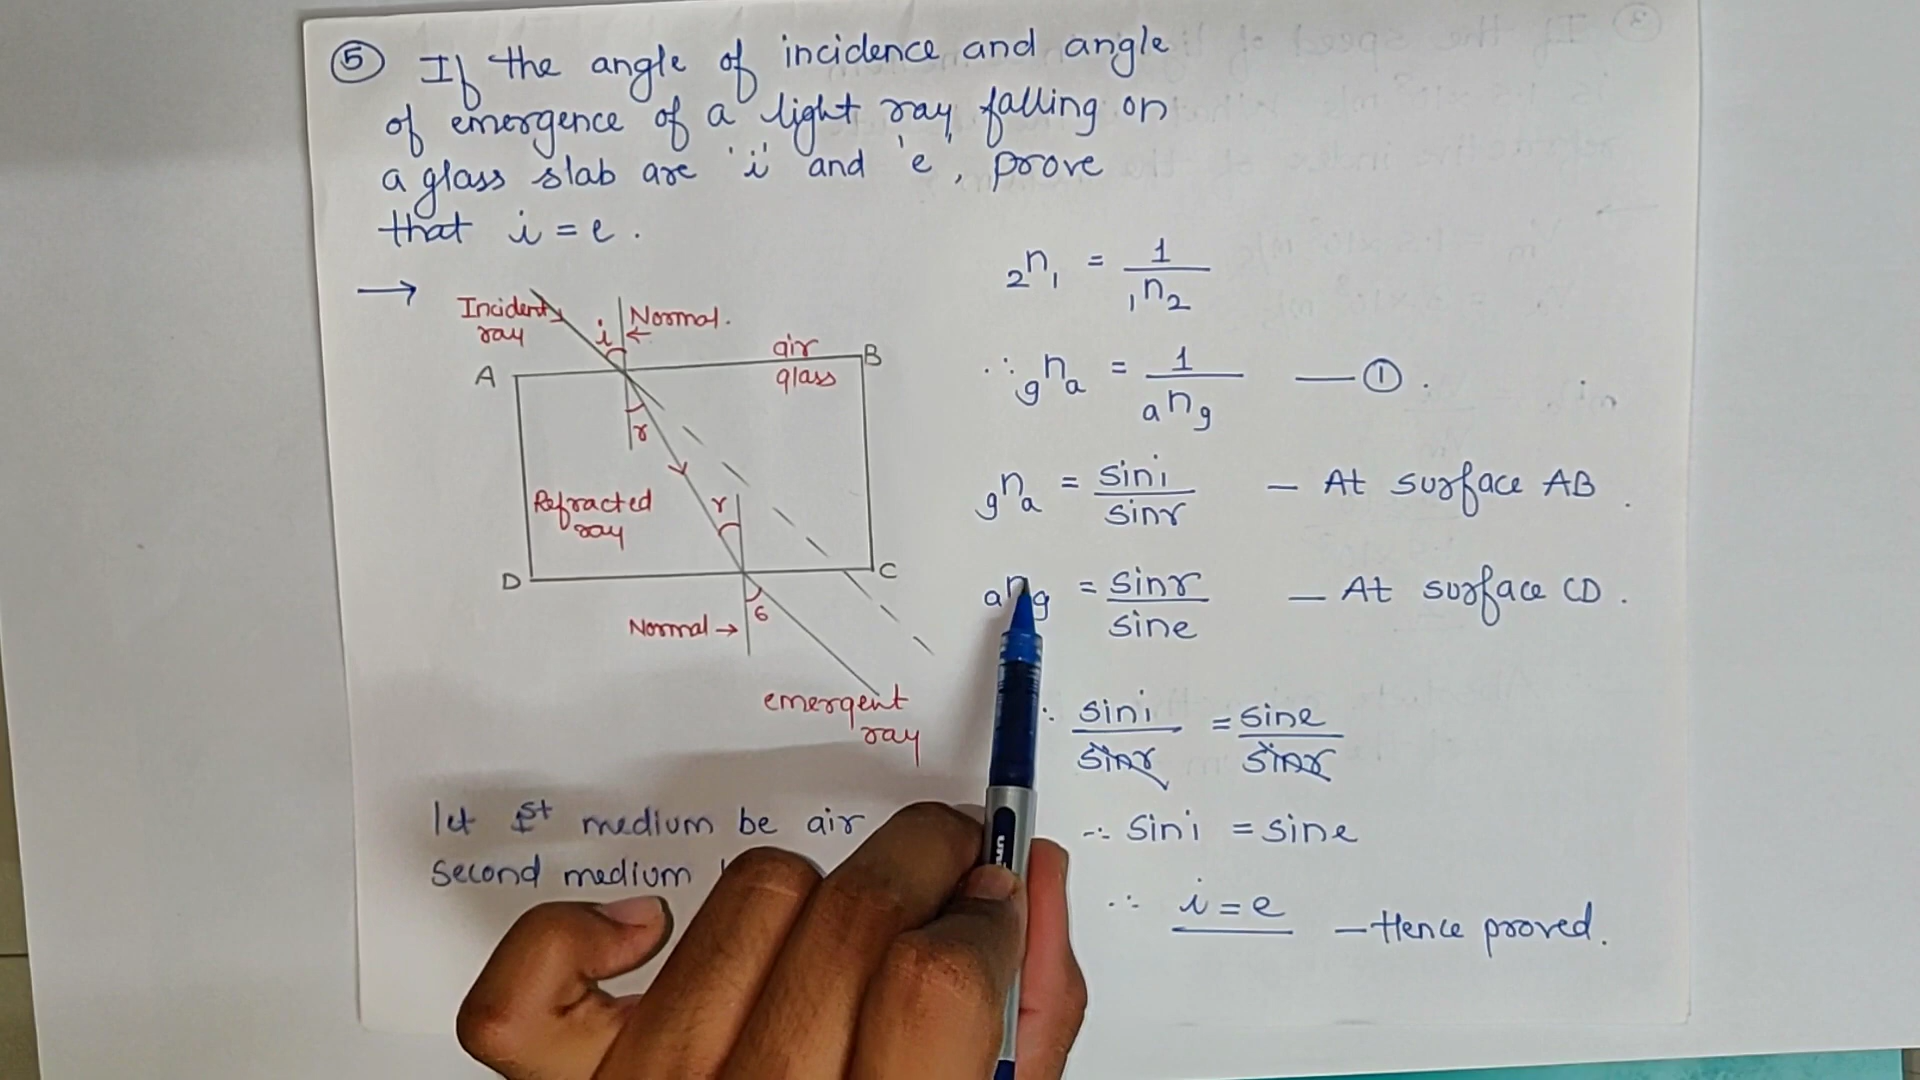 ⑤ If the angle of incidence and angle
of emergence of a light ray falling on
a glass slab are 'i' and 'e', prove
that i = e.
→
Incident
ray
i
Normal.
←
air
glass
A
B
r
Refracted
ray
r
D
C
Normal →
e
emergent
ray
let 1st medium be air
second medium
₂n₁ = 1 / ₁n₂
∴ gna = 1 / ang — ①.
gna = sin i / sin r — At surface AB.
ang = sin r / sin e — At surface CD.
sin i / sin r = sin e / sin r
∴ sin i = sin e
∴ i = e — Hence proved.